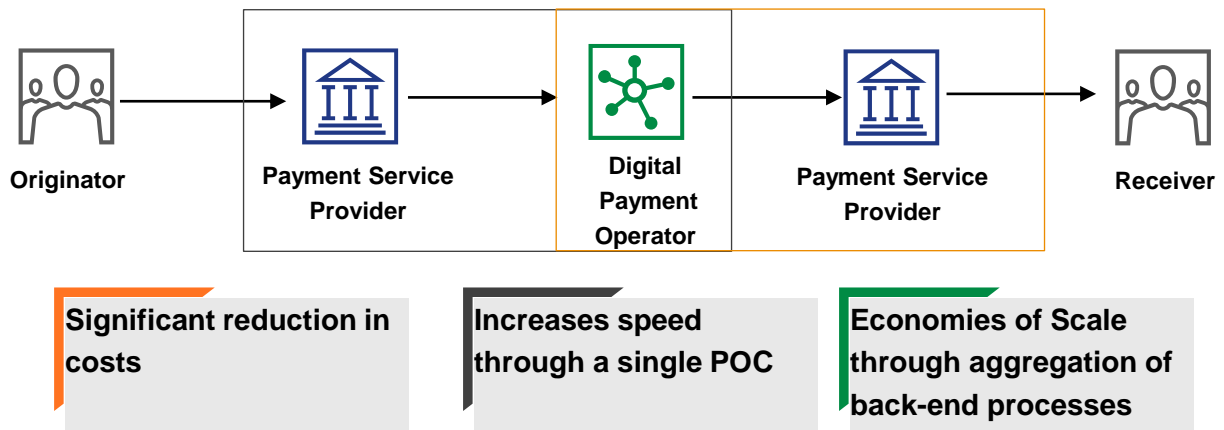 Originator
Payment Service
Provider
Digital
Payment
Operator
Payment Service
Provider
Receiver
Significant reduction in
costs
Increases speed
through a single POC
Economies of Scale
through aggregation of
back-end processes